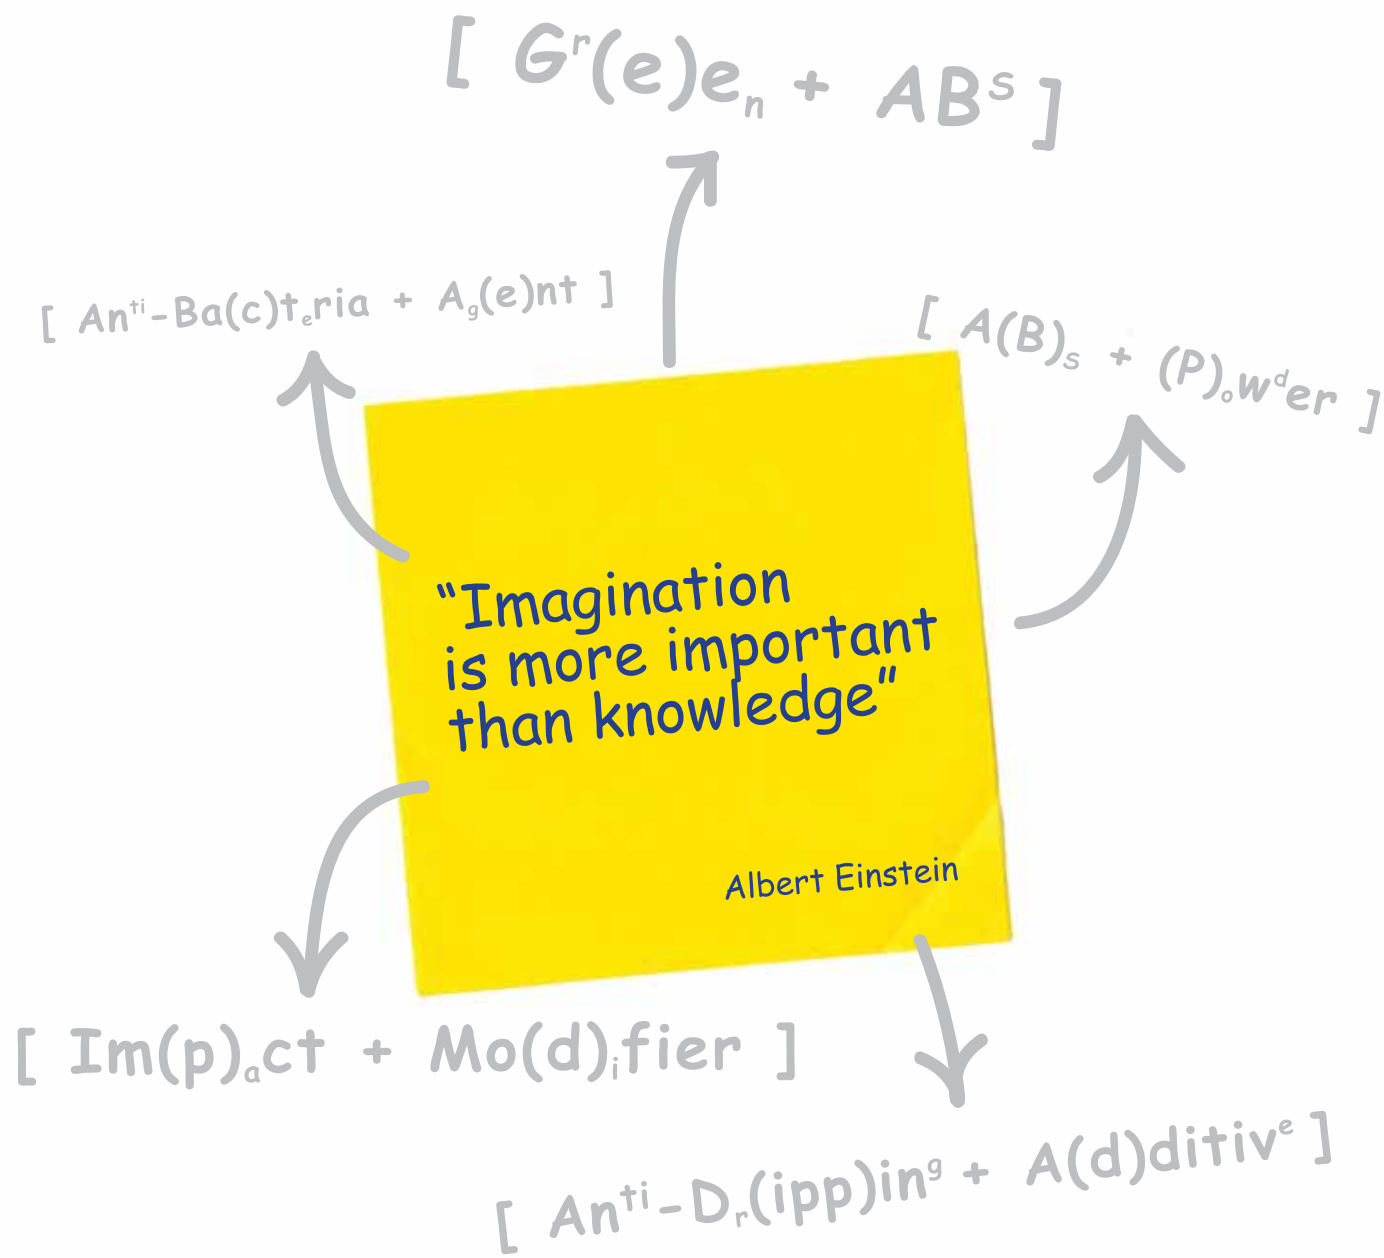 [ Gʳ(e)eₙ + ABˢ ]
[ Anᵗⁱ-Ba(c)tₑria + A₉(e)nt ]
[ A(B)ₛ + (P)ₒwᵈer ]
“Imagination
is more important
than knowledge”
Albert Einstein
[ Im(p)ₐct + Mo(d)ᵢfier ]
[ Anᵗⁱ-Dᵣ(ipp)inᵍ + A(d)ditivᵉ ]